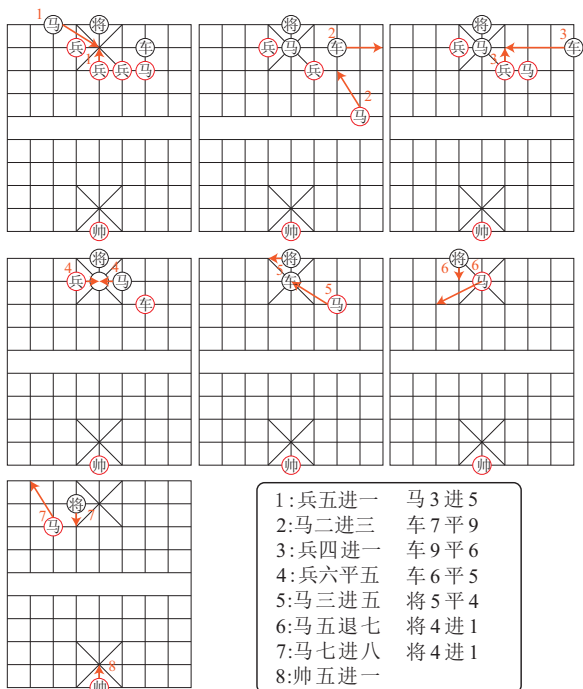 1 马 将
兵 车
1
兵 兵 马
帅
将
兵 马 2 车
兵
2
马
帅
将 3
兵 马 车
3 兵 马
帅
将
4 4
兵 马
车
帅
将
车
5
马
帅
将
6 6
马
帅
将
7 7
马
8
帅
1:兵五进一 马3进5
2:马二进三 车7平9
3:兵四进一 车9平6
4:兵六平五 车6平5
5:马三进五 将5平4
6:马五退七 将4进1
7:马七进八 将4进1
8:帅五进一